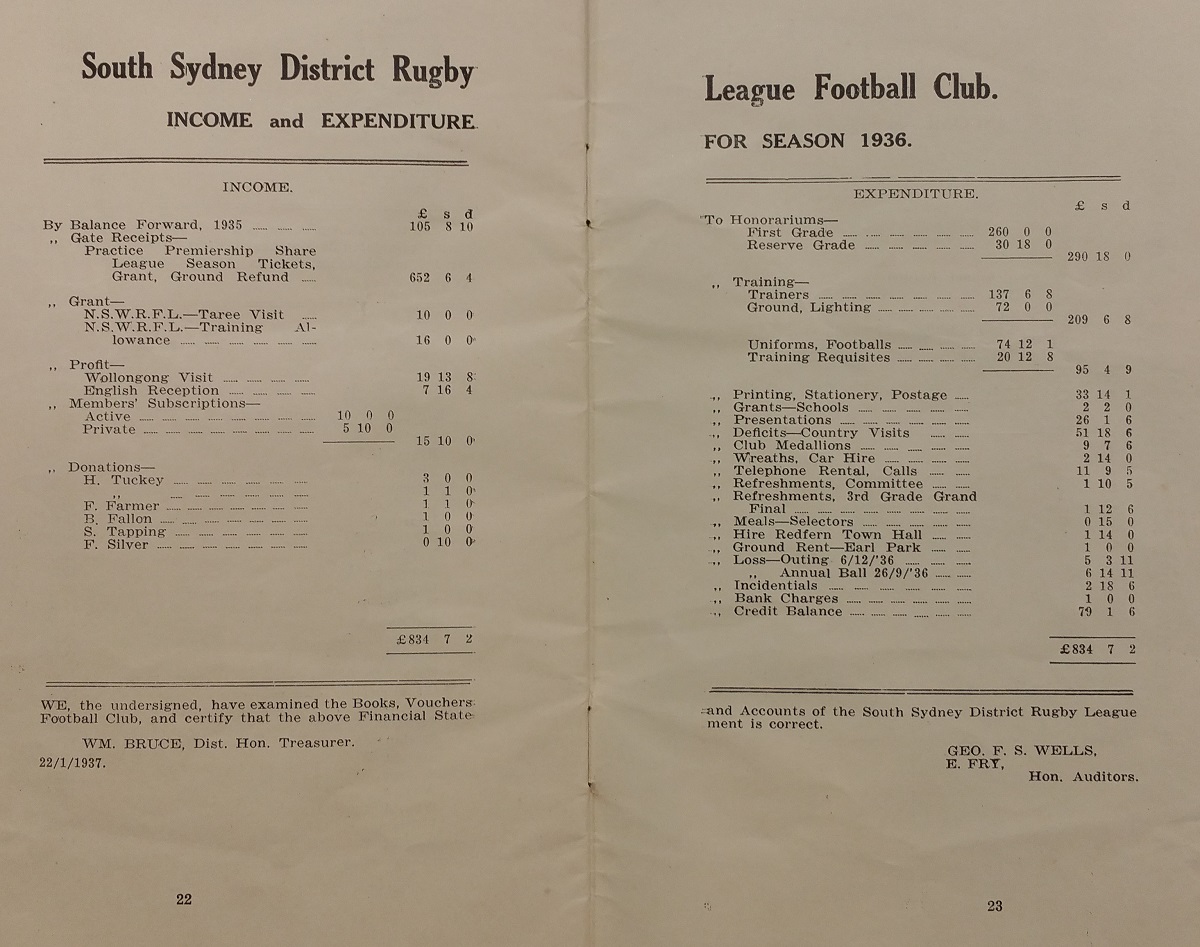 South Sydney District Rugby
INCOME and EXPENDITURE
INCOME.
£ s d
By Balance Forward, 1935 ...... ...... ...... 105 8 10
,, Gate Receipts—
Practice Premiership Share
League Season Tickets,
Grant, Ground Refund ...... 652 6 4
,, Grant—
N.S.W.R.F.L.—Taree Visit ...... 10 0 0
N.S.W.R.F.L.—Training Al-
lowance ...... ...... ...... ...... ...... 16 0 0
,, Profit—
Wollongong Visit ...... ...... ...... ...... 19 13 8
English Reception ...... ...... ...... ...... 7 16 4
,, Members' Subscriptions—
Active ...... ...... ...... ...... ...... ...... ...... 10 0 0
Private ...... ...... ...... ...... ...... ...... ...... 5 10 0
15 10 0
,, Donations—
H. Tuckey ...... ...... ...... ...... ...... 3 0 0
,, ...... ...... ...... ...... ...... 1 1 0
F. Farmer ...... ...... ...... ...... ...... 1 1 0
B. Fallon ...... ...... ...... ...... ...... 1 0 0
S. Tapping ...... ...... ...... ...... ...... 1 0 0
F. Silver ...... ...... ...... ...... ...... 0 10 0
£834 7 2
WE, the undersigned, have examined the Books, Vouchers
Football Club, and certify that the above Financial State
WM. BRUCE, Dist. Hon. Treasurer.
22/1/1937.
22
League Football Club.
FOR SEASON 1936.
EXPENDITURE.
£ s d
To Honorariums—
First Grade ...... ...... ...... ...... ...... ...... 260 0 0
Reserve Grade ...... ...... ...... ...... ...... 30 18 0
290 18 0
,, Training—
Trainers ...... ...... ...... ...... ...... ...... ...... 137 6 8
Ground, Lighting ...... ...... ...... ...... 72 0 0
209 6 8
Uniforms, Footballs ...... ...... ...... ...... 74 12 1
Training Requisites ...... ...... ...... ...... 20 12 8
95 4 9
,, Printing, Stationery, Postage ...... 33 14 1
,, Grants—Schools ...... ...... ...... ...... ...... 2 2 0
,, Presentations ...... ...... ...... ...... ...... ...... 26 1 6
,, Deficits—Country Visits ...... ...... 51 18 6
,, Club Medallions ...... ...... ...... ...... ...... 9 7 6
,, Wreaths, Car Hire ...... ...... ...... ...... 2 14 0
,, Telephone Rental, Calls ...... ...... ...... 11 9 5
,, Refreshments, Committee ...... ...... 1 10 5
,, Refreshments, 3rd Grade Grand
Final ...... ...... ...... ...... ...... ...... ...... 1 12 6
,, Meals—Selectors ...... ...... ...... ...... ...... 0 15 0
,, Hire Redfern Town Hall ...... ...... 1 14 0
,, Ground Rent—Earl Park ...... ...... 1 0 0
,, Loss—Outing 6/12/'36 ...... ...... ...... 5 3 11
,, Annual Ball 26/9/'36 ...... ...... 6 14 11
,, Incidentials ...... ...... ...... ...... ...... ...... 2 18 6
,, Bank Charges ...... ...... ...... ...... ...... ...... 1 0 0
,, Credit Balance ...... ...... ...... ...... ...... ...... 79 1 6
£834 7 2
and Accounts of the South Sydney District Rugby League
ment is correct.
GEO. F. S. WELLS,
E. FRY,
Hon. Auditors.
23